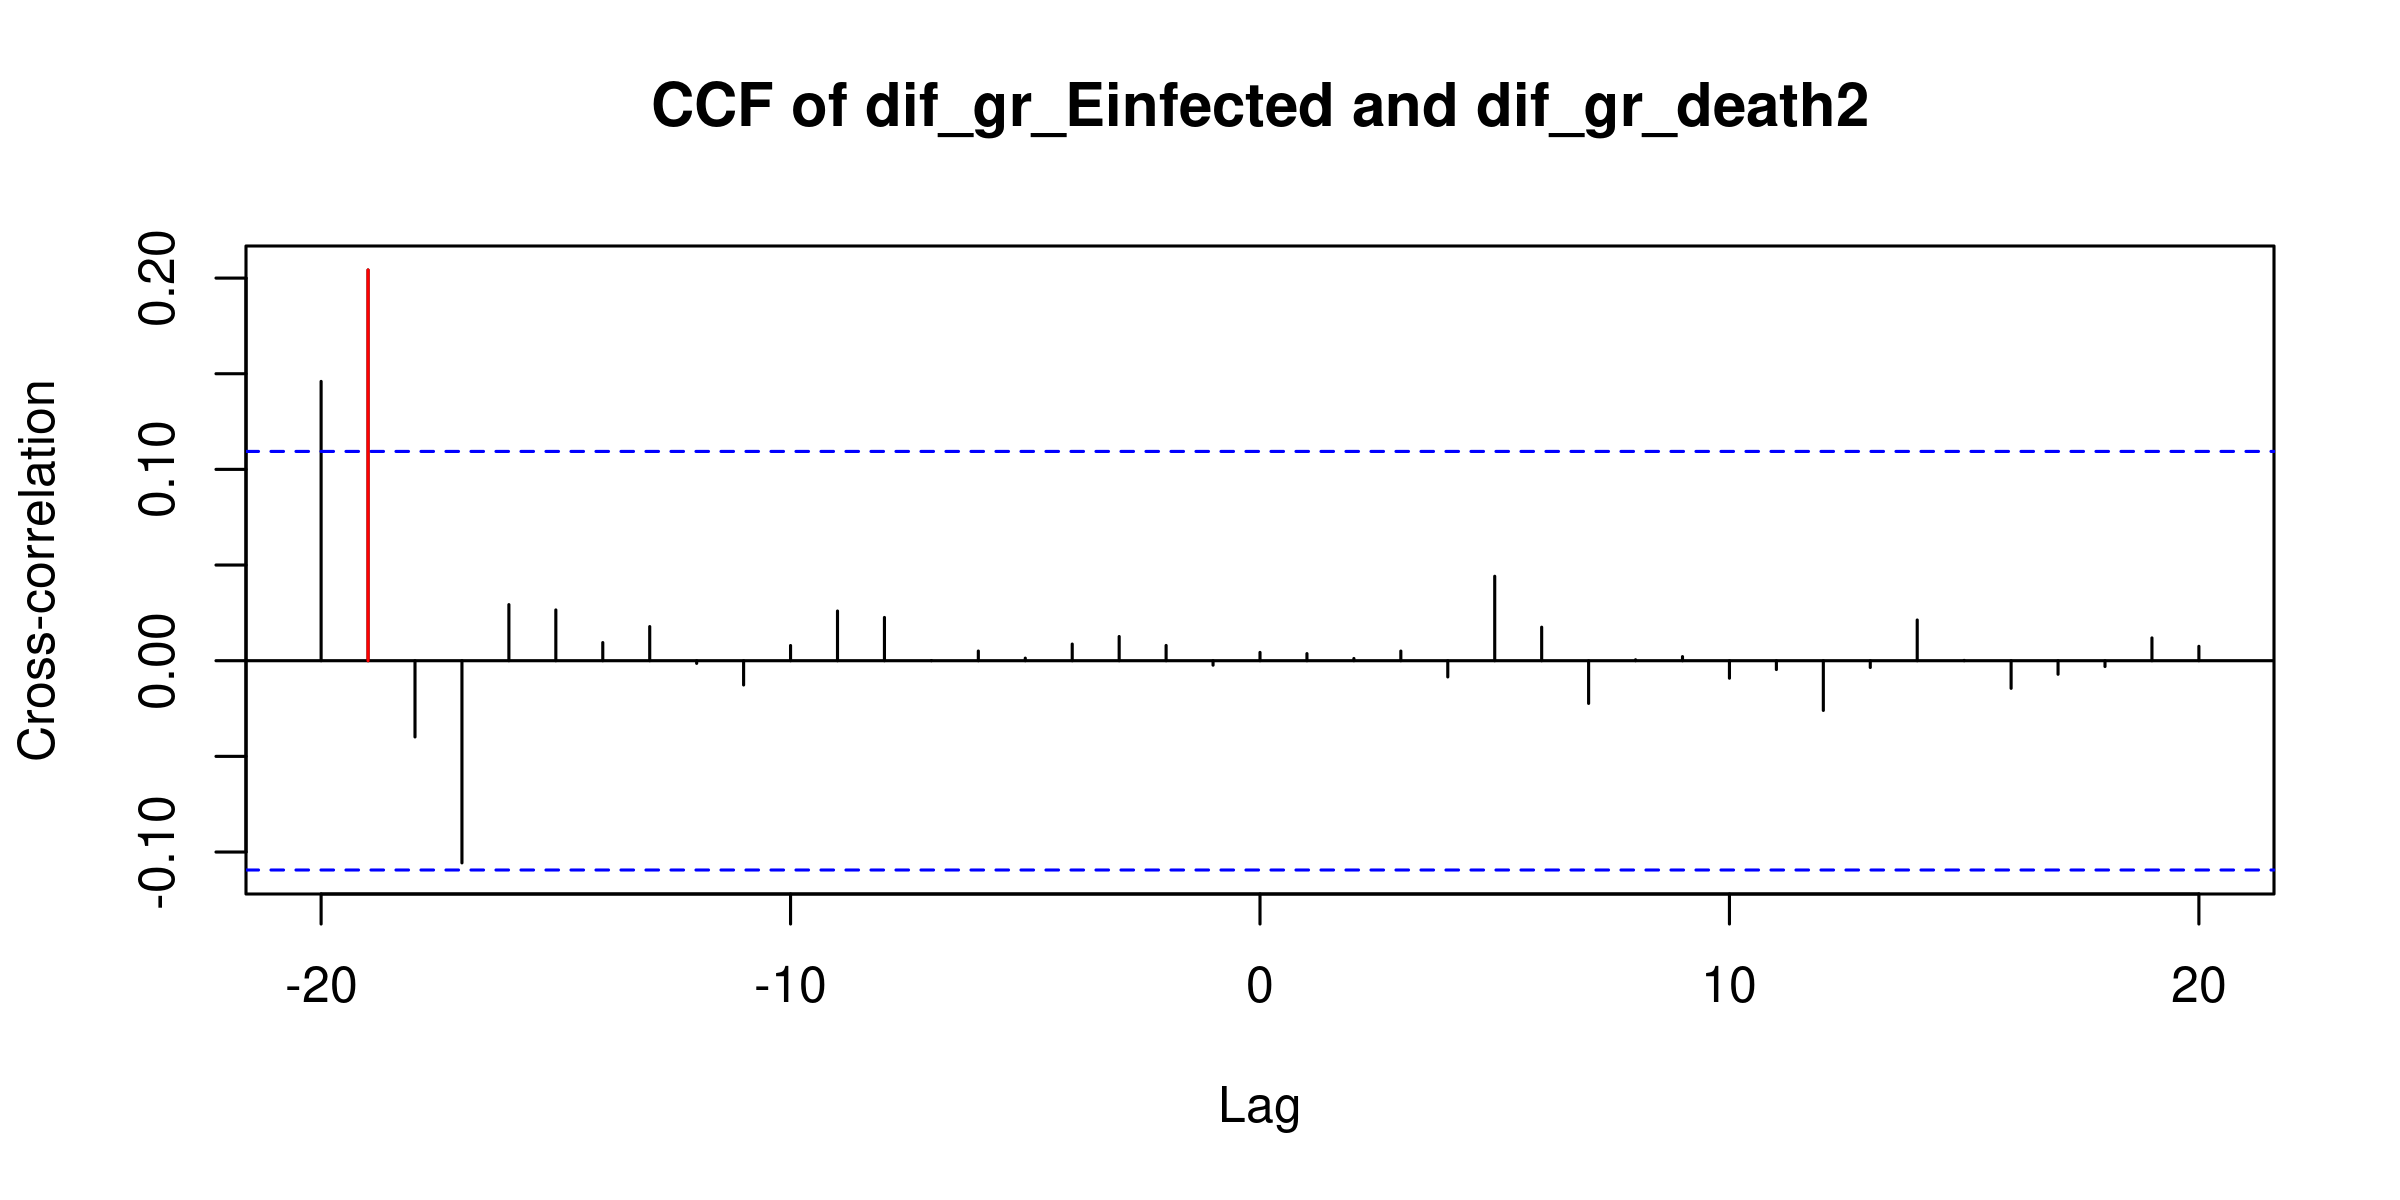 CCF of dif_gr_Einfected and dif_gr_death2
Cross-correlation
0.20
0.10
0.00
-0.10
-20 -10 0 10 20
Lag